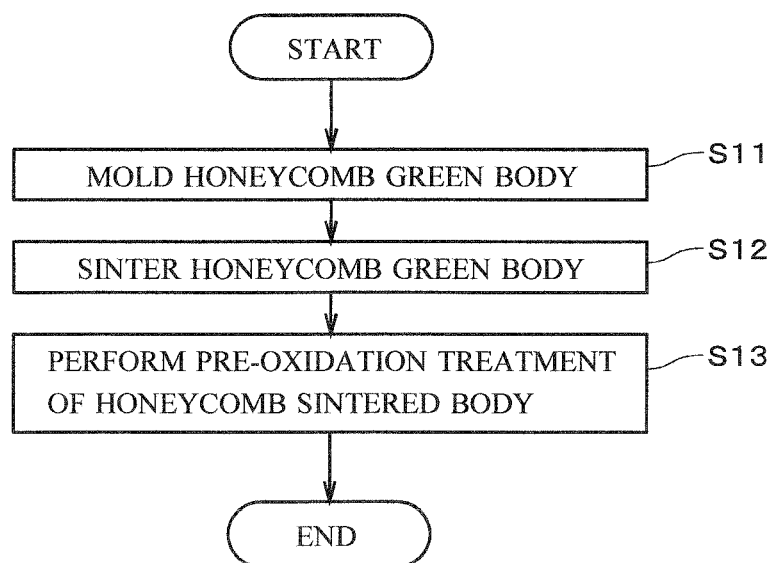 START
MOLD HONEYCOMB GREEN BODY
S11
SINTER HONEYCOMB GREEN BODY
S12
PERFORM PRE-OXIDATION TREATMENT
OF HONEYCOMB SINTERED BODY
S13
END